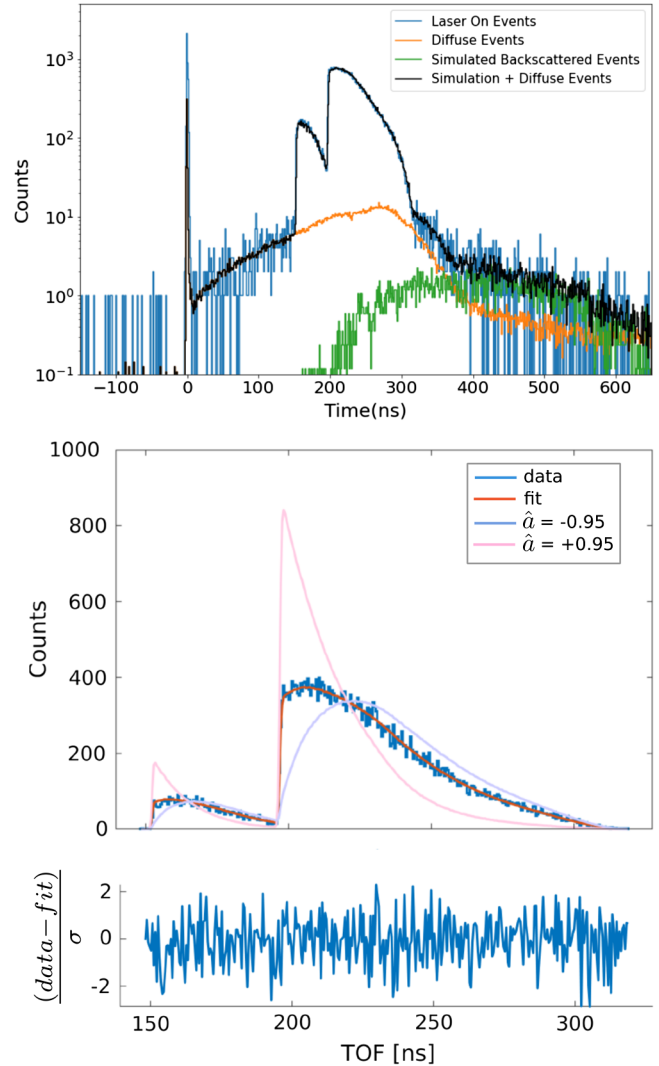 10³
10²
10¹
10⁰
10⁻¹
Counts
Laser On Events
Diffuse Events
Simulated Backscattered Events
Simulation + Diffuse Events
−100 0 100 200 300 400 500 600
Time(ns)
1000
800
600
400
200
0
Counts
data
fit
â = -0.95
â = +0.95
2
0
-2
(data−fit)
σ
150 200 250 300
TOF [ns]